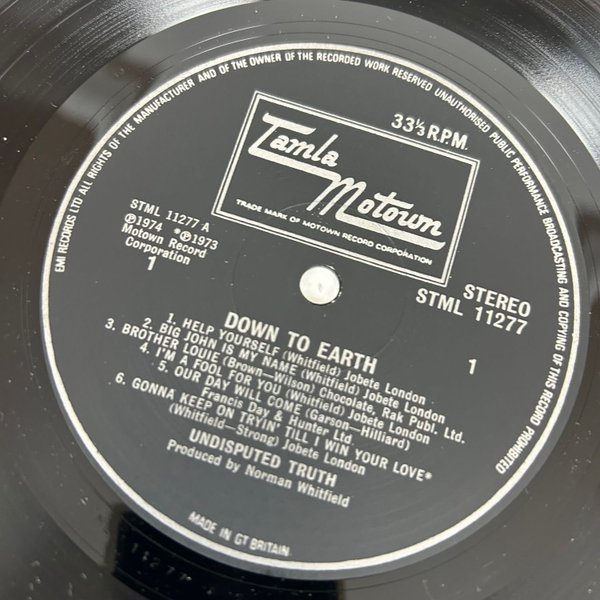 EMI RECORDS LTD ALL RIGHTS OF THE MANUFACTURER AND OF THE OWNER OF THE RECORDED WORK RESERVED UNAUTHORISED PUBLIC PERFORMANCE BROADCASTING AND COPYING OF THIS RECORD PROHIBITED
33⅓ R.P.M.
Tamla
Motown
TRADE MARK OF MOTOWN RECORD CORPORATION
STML 11277 A
℗1974 *℗1973
Motown Record
Corporation
1
STEREO
STML 11277
1
DOWN TO EARTH
1. HELP YOURSELF (Whitfield) Jobete London
2. BIG JOHN IS MY NAME (Whitfield) Jobete London
3. BROTHER LOUIE (Brown–Wilson) Chocolate, Rak Publ. Ltd.
4. I'M A FOOL FOR YOU (Whitfield) Jobete London
5. OUR DAY WILL COME (Garson–Hilliard)
Francis Day & Hunter Ltd.
6. GONNA KEEP ON TRYIN' TILL I WIN YOUR LOVE*
(Whitfield–Strong) Jobete London
UNDISPUTED TRUTH
Produced by Norman Whitfield
MADE IN GT BRITAIN
11277